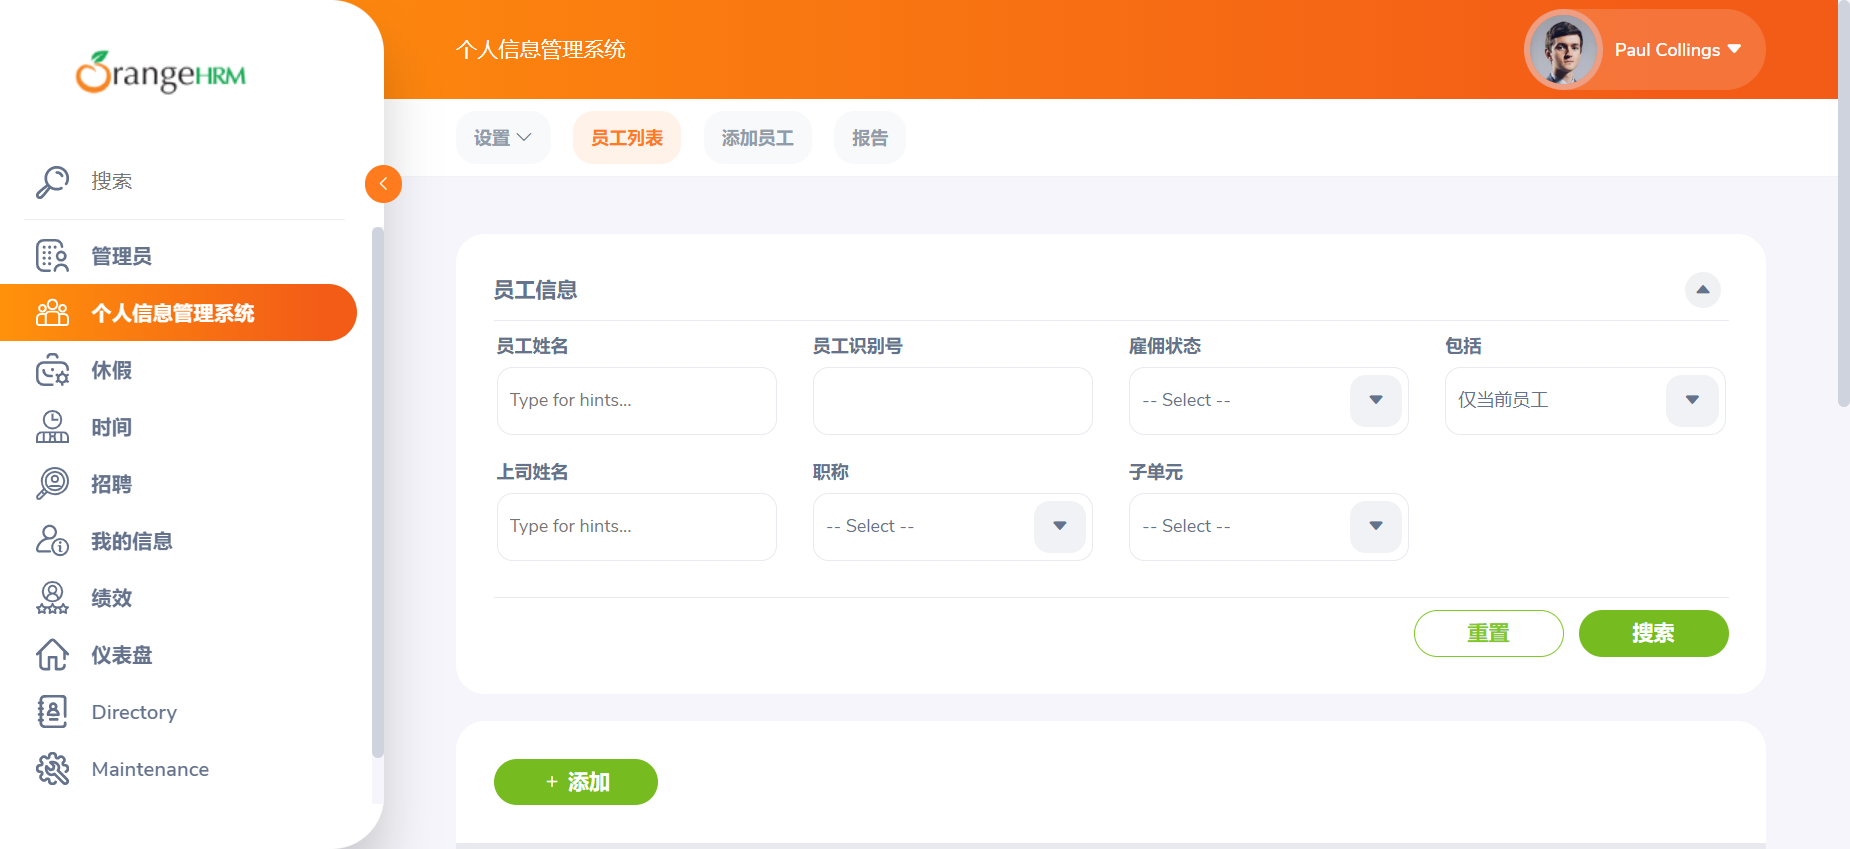 OrangeHRM
搜索
管理员
个人信息管理系统
休假
时间
招聘
我的信息
绩效
仪表盘
Directory
Maintenance
个人信息管理系统
Paul Collings
设置
员工列表
添加员工
报告
员工信息
员工姓名
员工识别号
雇佣状态
包括
Type for hints...
-- Select --
仅当前员工
上司姓名
职称
子单元
Type for hints...
-- Select --
-- Select --
重置
搜索
+ 添加